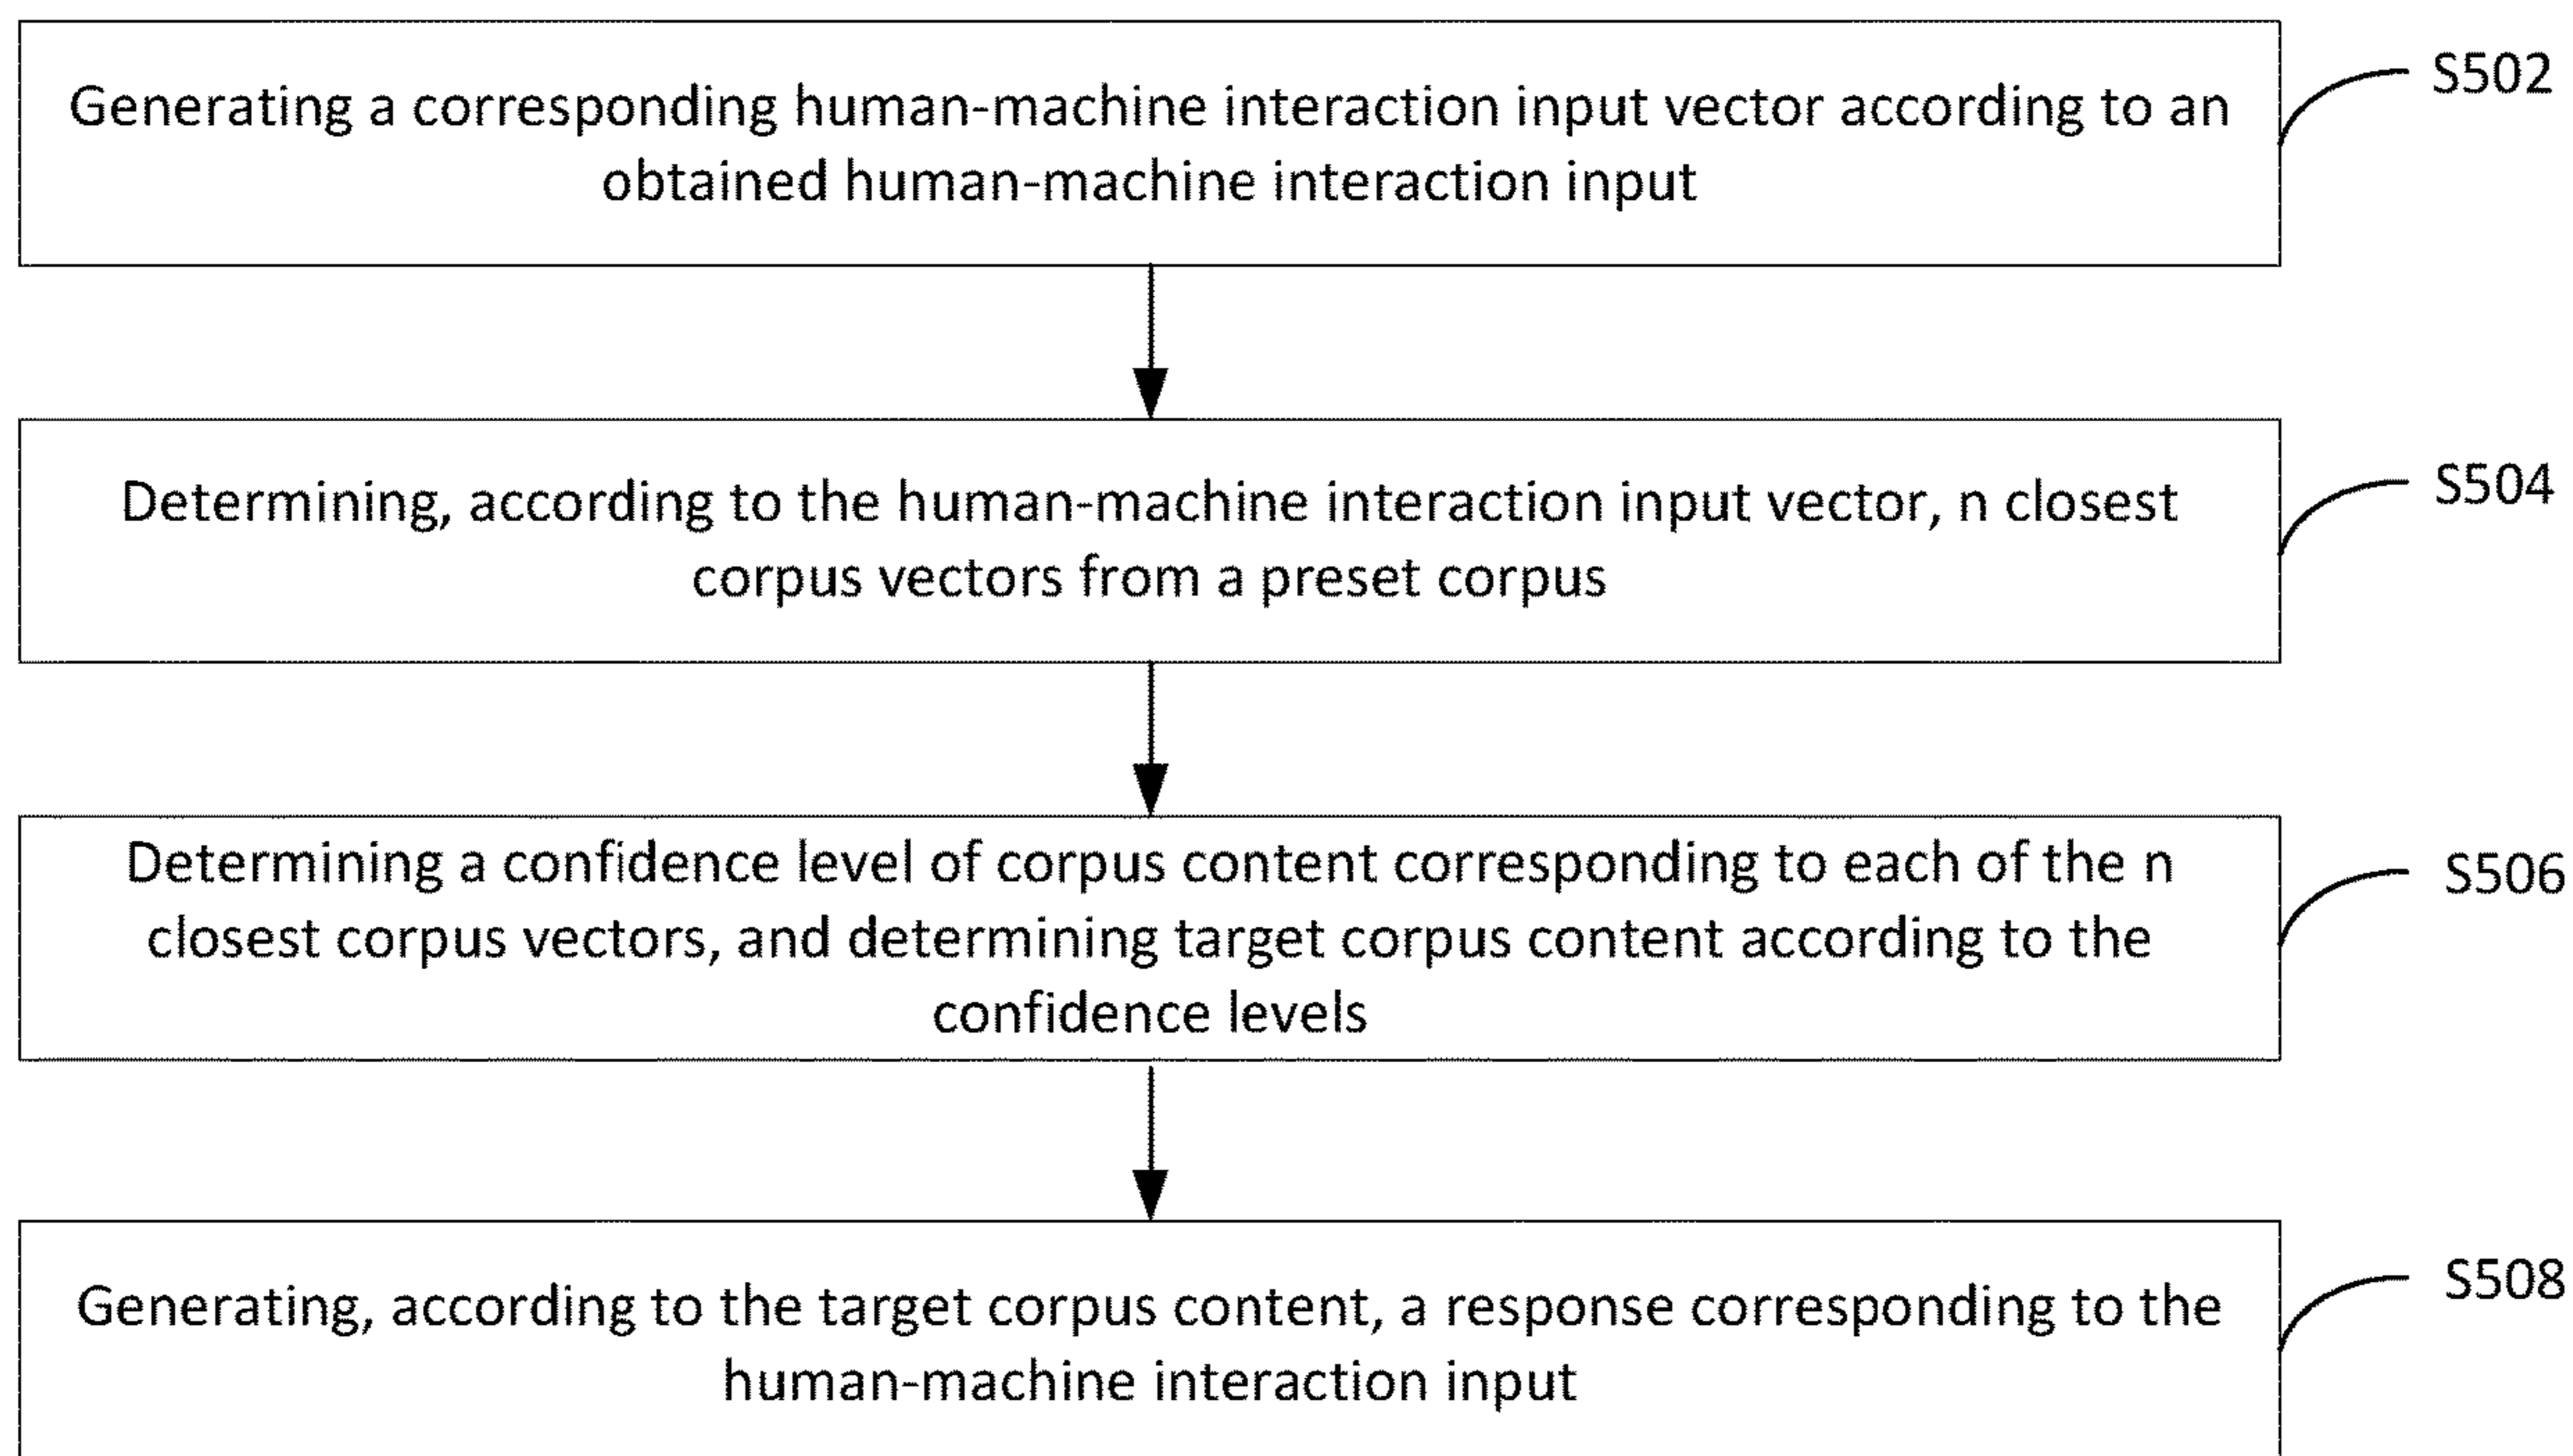 Generating a corresponding human-machine interaction input vector according to an
obtained human-machine interaction input
S502
Determining, according to the human-machine interaction input vector, n closest
corpus vectors from a preset corpus
S504
Determining a confidence level of corpus content corresponding to each of the n
closest corpus vectors, and determining target corpus content according to the
confidence levels
S506
Generating, according to the target corpus content, a response corresponding to the
human-machine interaction input
S508